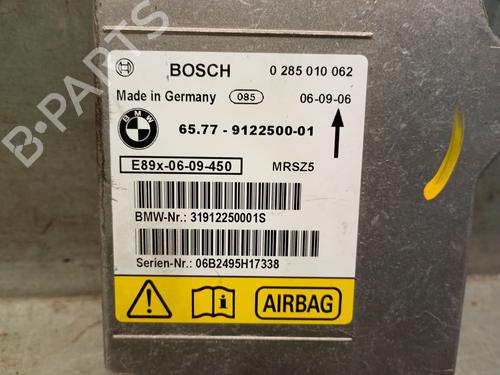 BOSCH 0 285 010 062
Made in Germany 085 06-09-06
BMW 65.77 - 9122500-01
E89x-06-09-450 MRSZ5
BMW-Nr.: 31912250001S
Serien-Nr.: 06B2495H17338
AIRBAG
B-PARTS